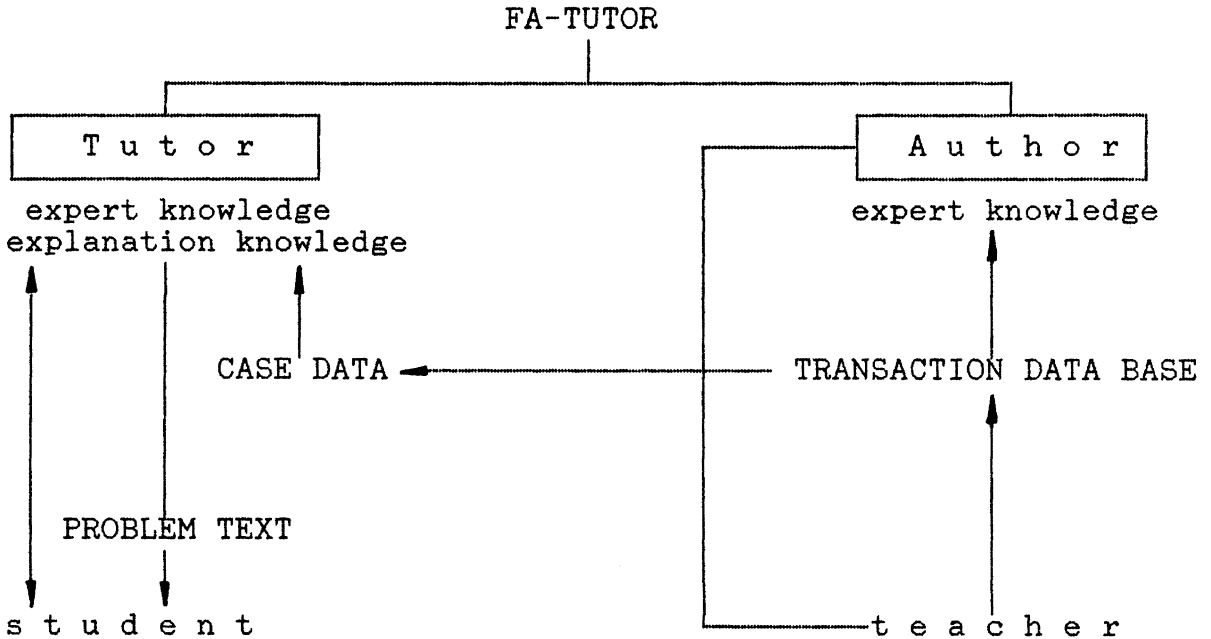 FA-TUTOR
T u t o r
A u t h o r
expert knowledge
explanation knowledge
expert knowledge
CASE DATA
TRANSACTION DATA BASE
PROBLEM TEXT
s t u d e n t
t e a c h e r